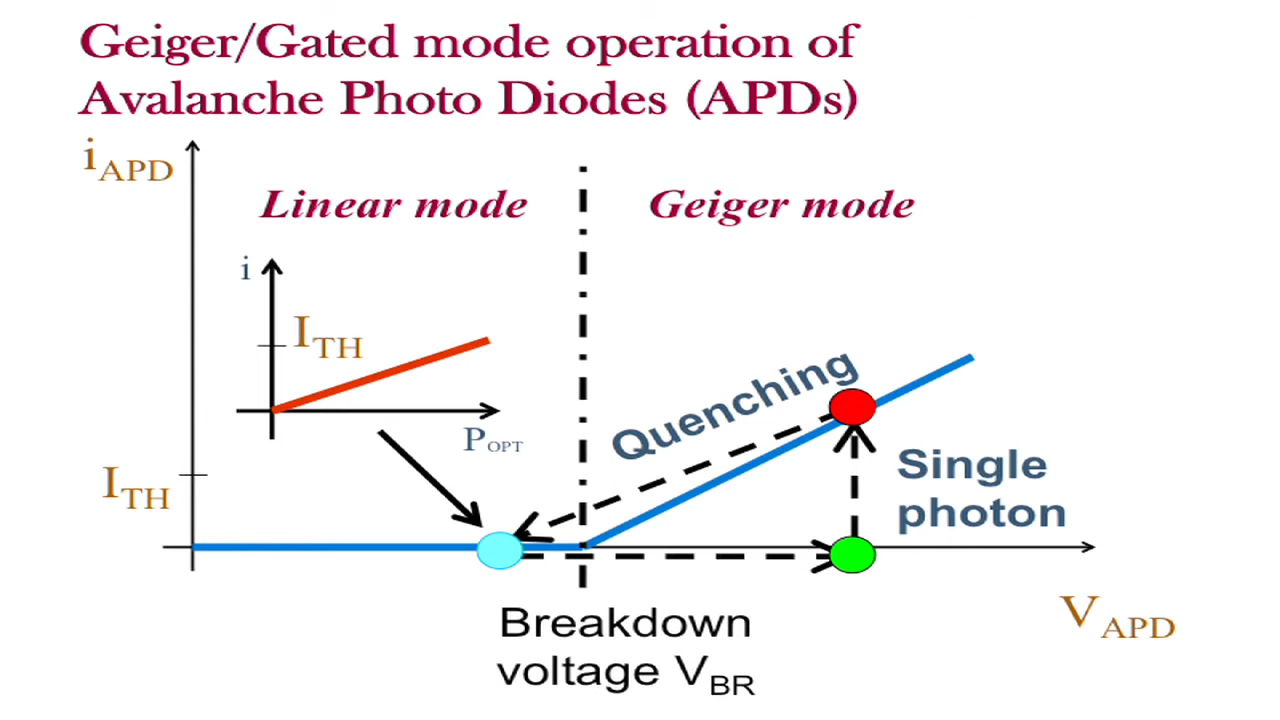 Geiger/Gated mode operation of
Avalanche Photo Diodes (APDs)
iAPD
Linear mode
Geiger mode
i
ITH
POPT
Quenching
ITH
Single
photon
Breakdown
voltage VBR
VAPD